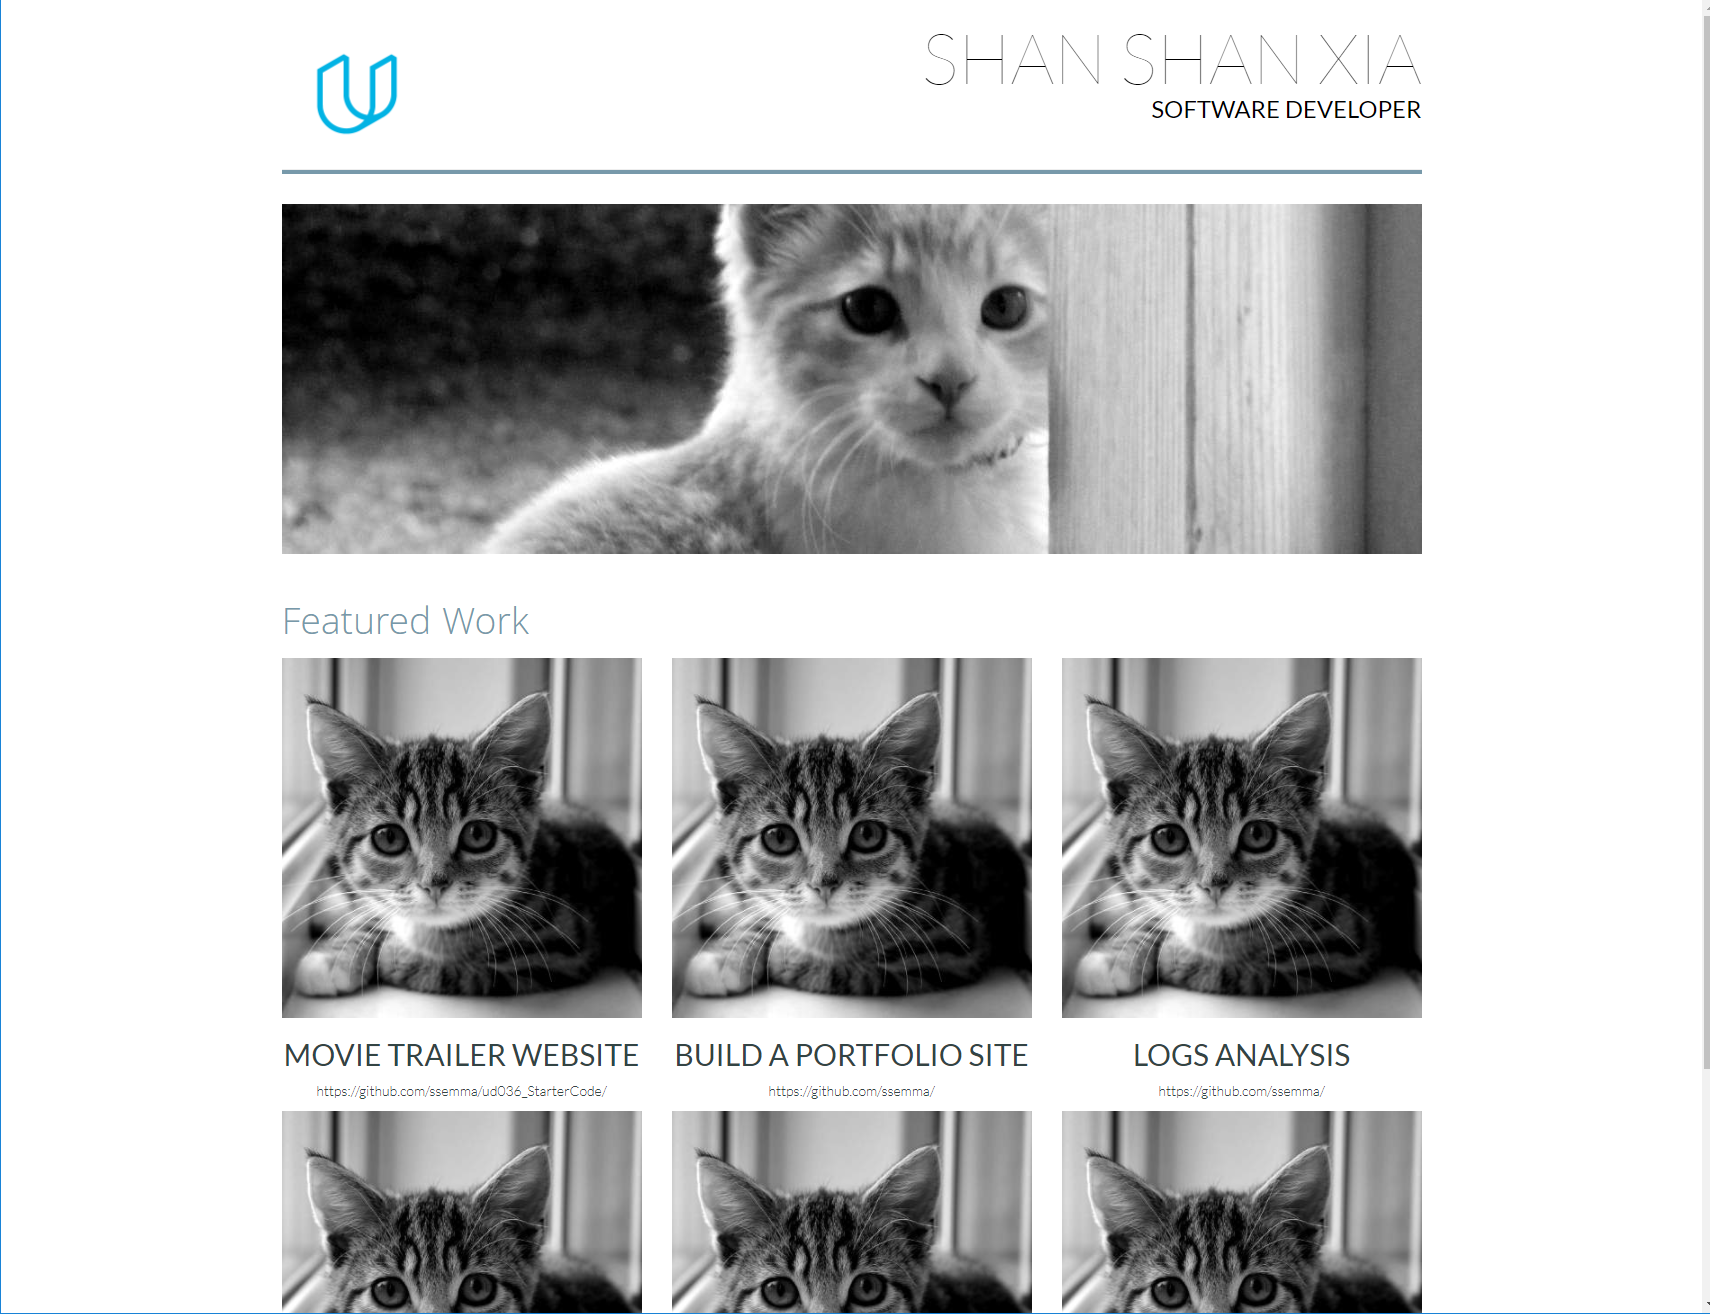 SHAN SHAN XIA
SOFTWARE DEVELOPER
Featured Work
MOVIE TRAILER WEBSITE
https://github.com/ssemma/ud036_StarterCode/
BUILD A PORTFOLIO SITE
https://github.com/ssemma/
LOGS ANALYSIS
https://github.com/ssemma/